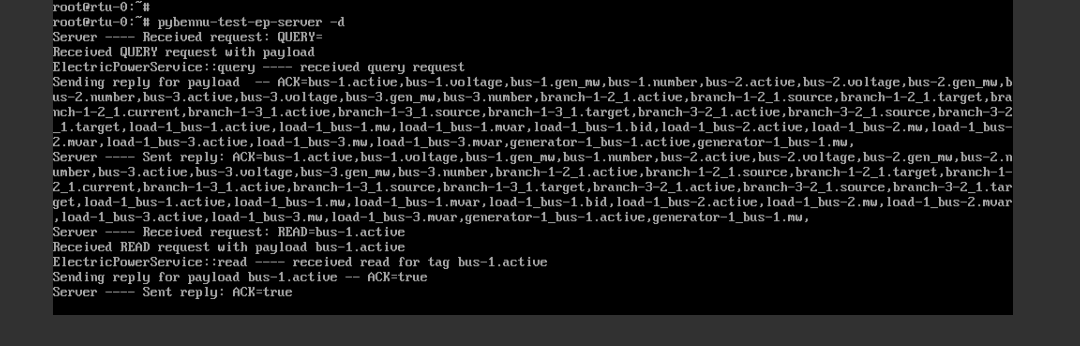 root@rtu-0:~#
root@rtu-0:~# pybennu-test-ep-server -d
Server ---- Received request: QUERY=
Received QUERY request with payload
ElectricPowerService::query ---- received query request
Sending reply for payload  -- ACK=bus-1.active,bus-1.voltage,bus-1.gen_mw,bus-1.number,bus-2.active,bus-2.voltage,bus-2.gen_mw,b
us-2.number,bus-3.active,bus-3.voltage,bus-3.gen_mw,bus-3.number,branch-1-2_1.active,branch-1-2_1.source,branch-1-2_1.target,bra
nch-1-2_1.current,branch-1-3_1.active,branch-1-3_1.source,branch-1-3_1.target,branch-3-2_1.active,branch-3-2_1.source,branch-3-2
_1.target,load-1_bus-1.active,load-1_bus-1.mw,load-1_bus-1.mvar,load-1_bus-1.bid,load-1_bus-2.active,load-1_bus-2.mw,load-1_bus-
2.mvar,load-1_bus-3.active,load-1_bus-3.mw,load-1_bus-3.mvar,generator-1_bus-1.active,generator-1_bus-1.mw,
Server ---- Sent reply: ACK=bus-1.active,bus-1.voltage,bus-1.gen_mw,bus-1.number,bus-2.active,bus-2.voltage,bus-2.gen_mw,bus-2.n
umber,bus-3.active,bus-3.voltage,bus-3.gen_mw,bus-3.number,branch-1-2_1.active,branch-1-2_1.source,branch-1-2_1.target,branch-1-
2_1.current,branch-1-3_1.active,branch-1-3_1.source,branch-1-3_1.target,branch-3-2_1.active,branch-3-2_1.source,branch-3-2_1.tar
get,load-1_bus-1.active,load-1_bus-1.mw,load-1_bus-1.mvar,load-1_bus-1.bid,load-1_bus-2.active,load-1_bus-2.mw,load-1_bus-2.mvar
,load-1_bus-3.active,load-1_bus-3.mw,load-1_bus-3.mvar,generator-1_bus-1.active,generator-1_bus-1.mw,
Server ---- Received request: READ=bus-1.active
Received READ request with payload bus-1.active
ElectricPowerService::read ---- received read for tag bus-1.active
Sending reply for payload bus-1.active -- ACK=true
Server ---- Sent reply: ACK=true